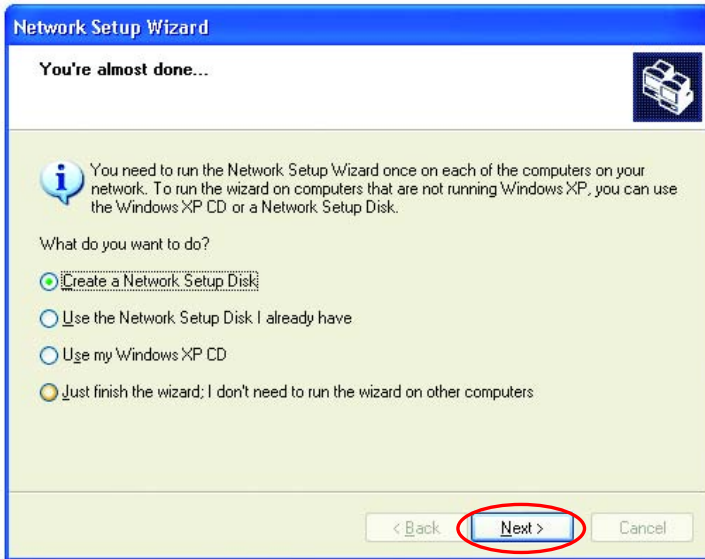 Network Setup Wizard
You're almost done...
You need to run the Network Setup Wizard once on each of the computers on your
network. To run the wizard on computers that are not running Windows XP, you can use
the Windows XP CD or a Network Setup Disk.
What do you want to do?
Create a Network Setup Disk
Use the Network Setup Disk I already have
Use my Windows XP CD
Just finish the wizard; I don't need to run the wizard on other computers
< Back Next > Cancel